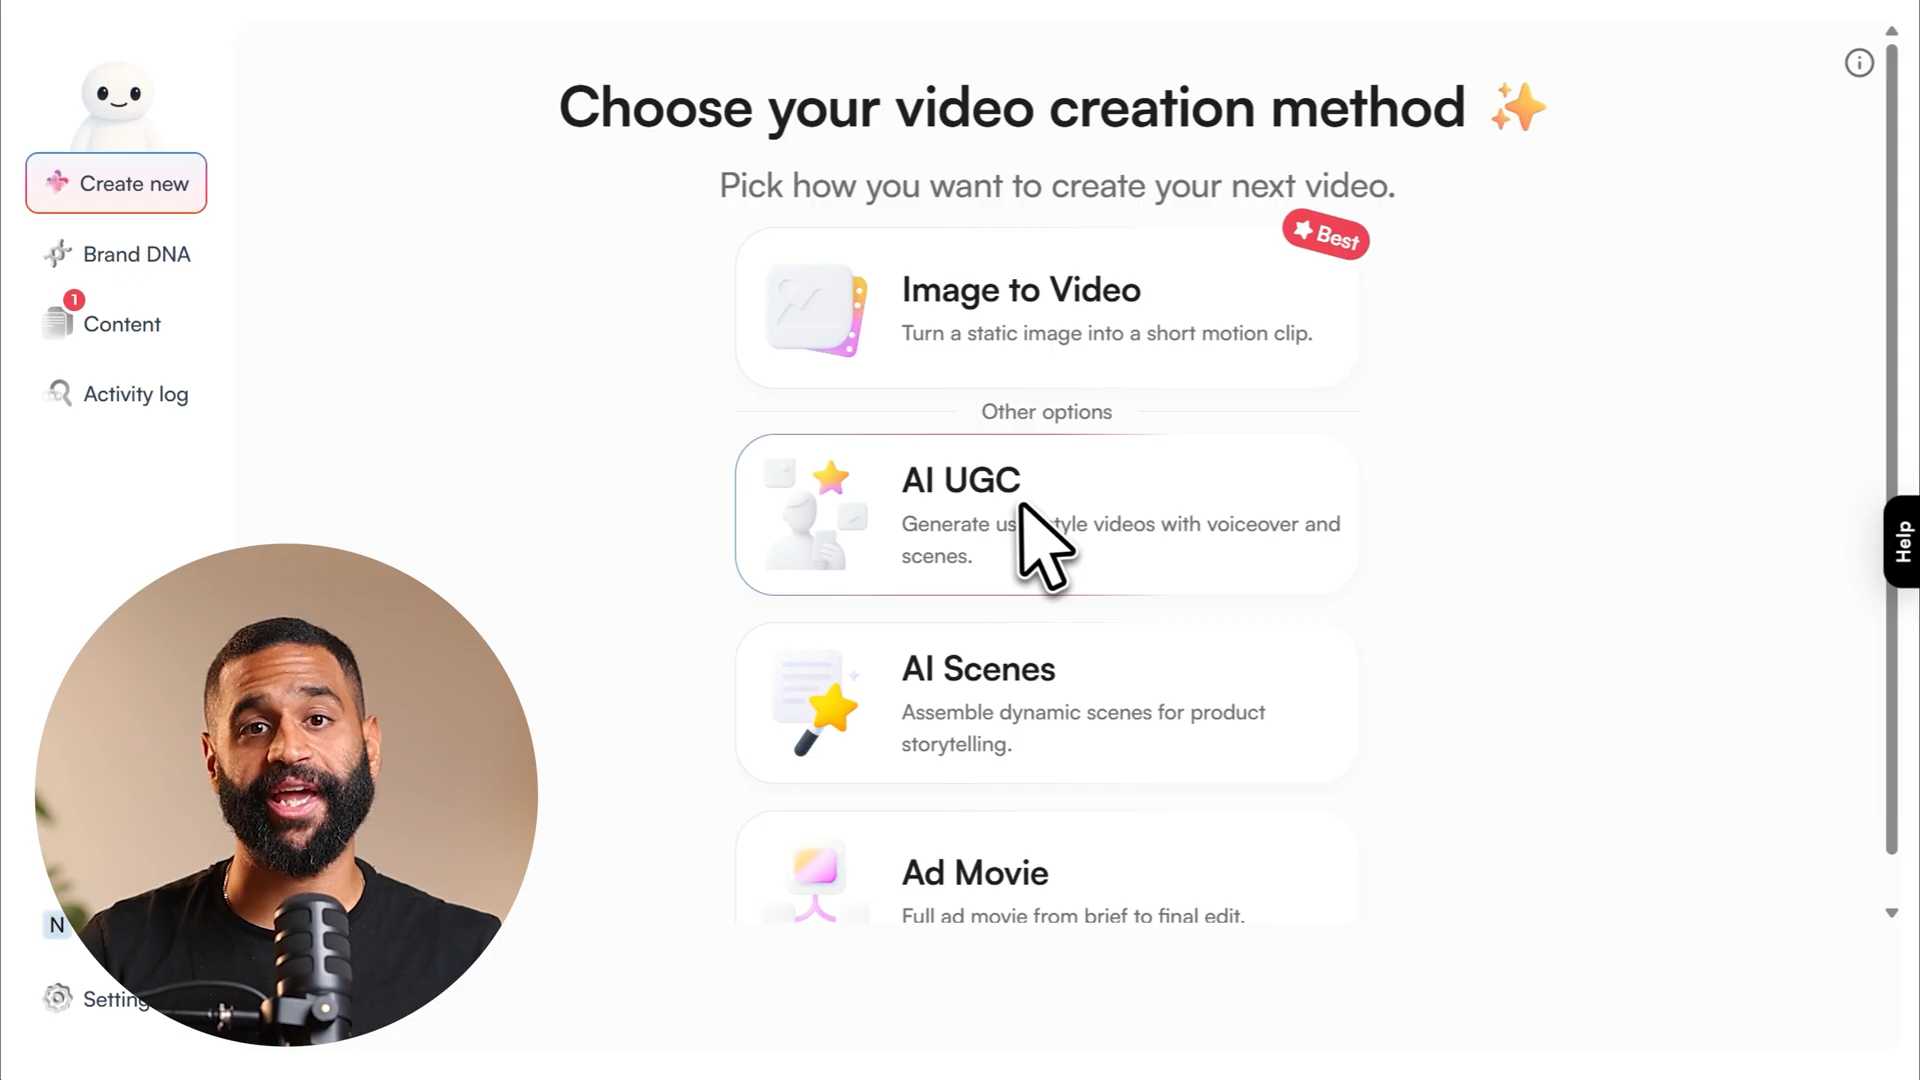 Choose your video creation method
Pick how you want to create your next video.
Create new
Brand DNA
1
Content
Activity log
N
Setting
Best
Image to Video
Turn a static image into a short motion clip.
Other options
AI UGC
Generate us tyle videos with voiceover and
scenes.
AI Scenes
Assemble dynamic scenes for product
storytelling.
Ad Movie
Full ad movie from brief to final edit.
Help